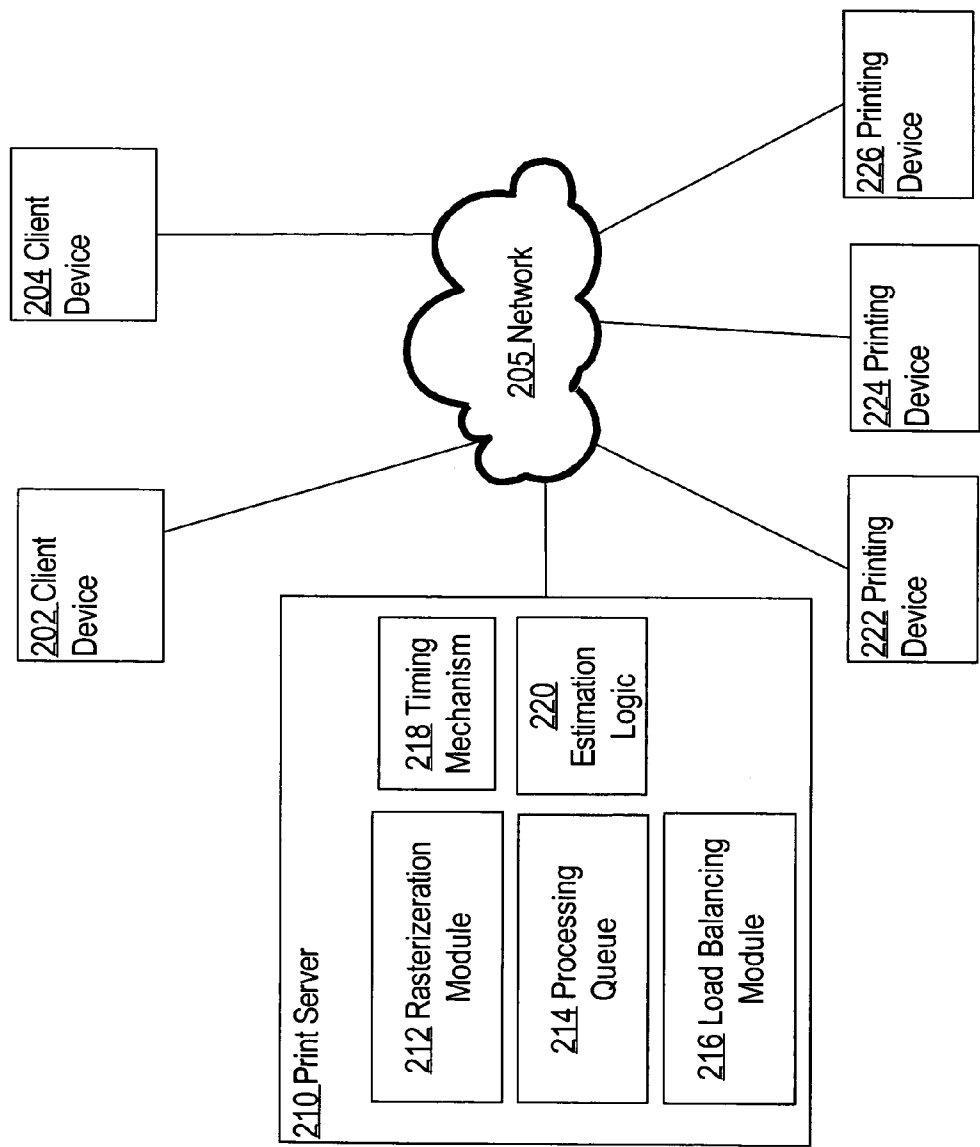 202 Client
Device
204 Client
Device
210 Print Server
212 Rasterizeration
Module
218 Timing
Mechanism
214 Processing
Queue
220
Estimation
Logic
216 Load Balancing
Module
205 Network
222 Printing
Device
224 Printing
Device
226 Printing
Device